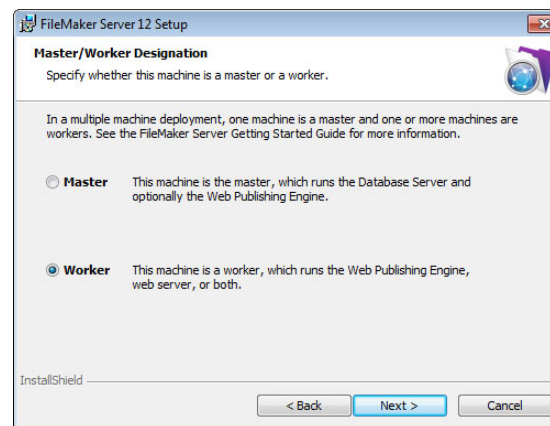 FileMaker Server 12 Setup
Master/Worker Designation
Specify whether this machine is a master or a worker.
In a multiple machine deployment, one machine is a master and one or more machines are
workers. See the FileMaker Server Getting Started Guide for more information.
Master This machine is the master, which runs the Database Server and
optionally the Web Publishing Engine.
Worker This machine is a worker, which runs the Web Publishing Engine,
web server, or both.
InstallShield
< Back Next > Cancel